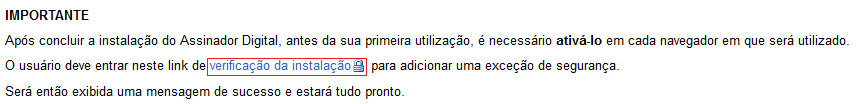 IMPORTANTE
Após concluir a instalação do Assinador Digital, antes da sua primeira utilização, é necessário ativá-lo em cada navegador em que será utilizado.
O usuário deve entrar neste link de verificação da instalação para adicionar uma exceção de segurança.
Será então exibida uma mensagem de sucesso e estará tudo pronto.